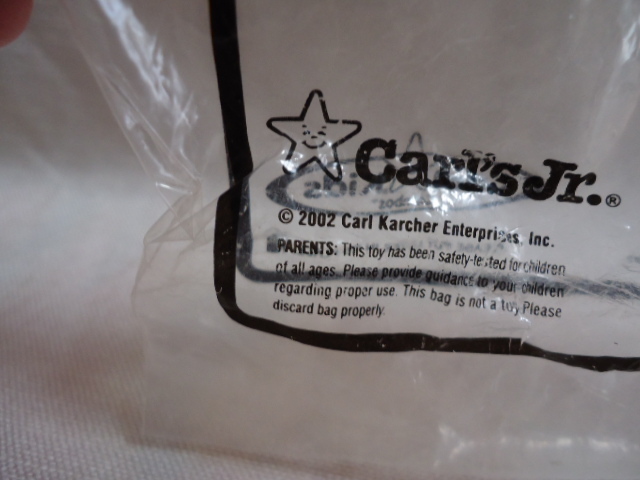 Carl's Jr.®
© 2002 Carl Karcher Enterprises, Inc.
PARENTS: This toy has been safety-tested for children
of all ages. Please provide guidance to your children
regarding proper use. This bag is not a toy Please
discard bag properly.